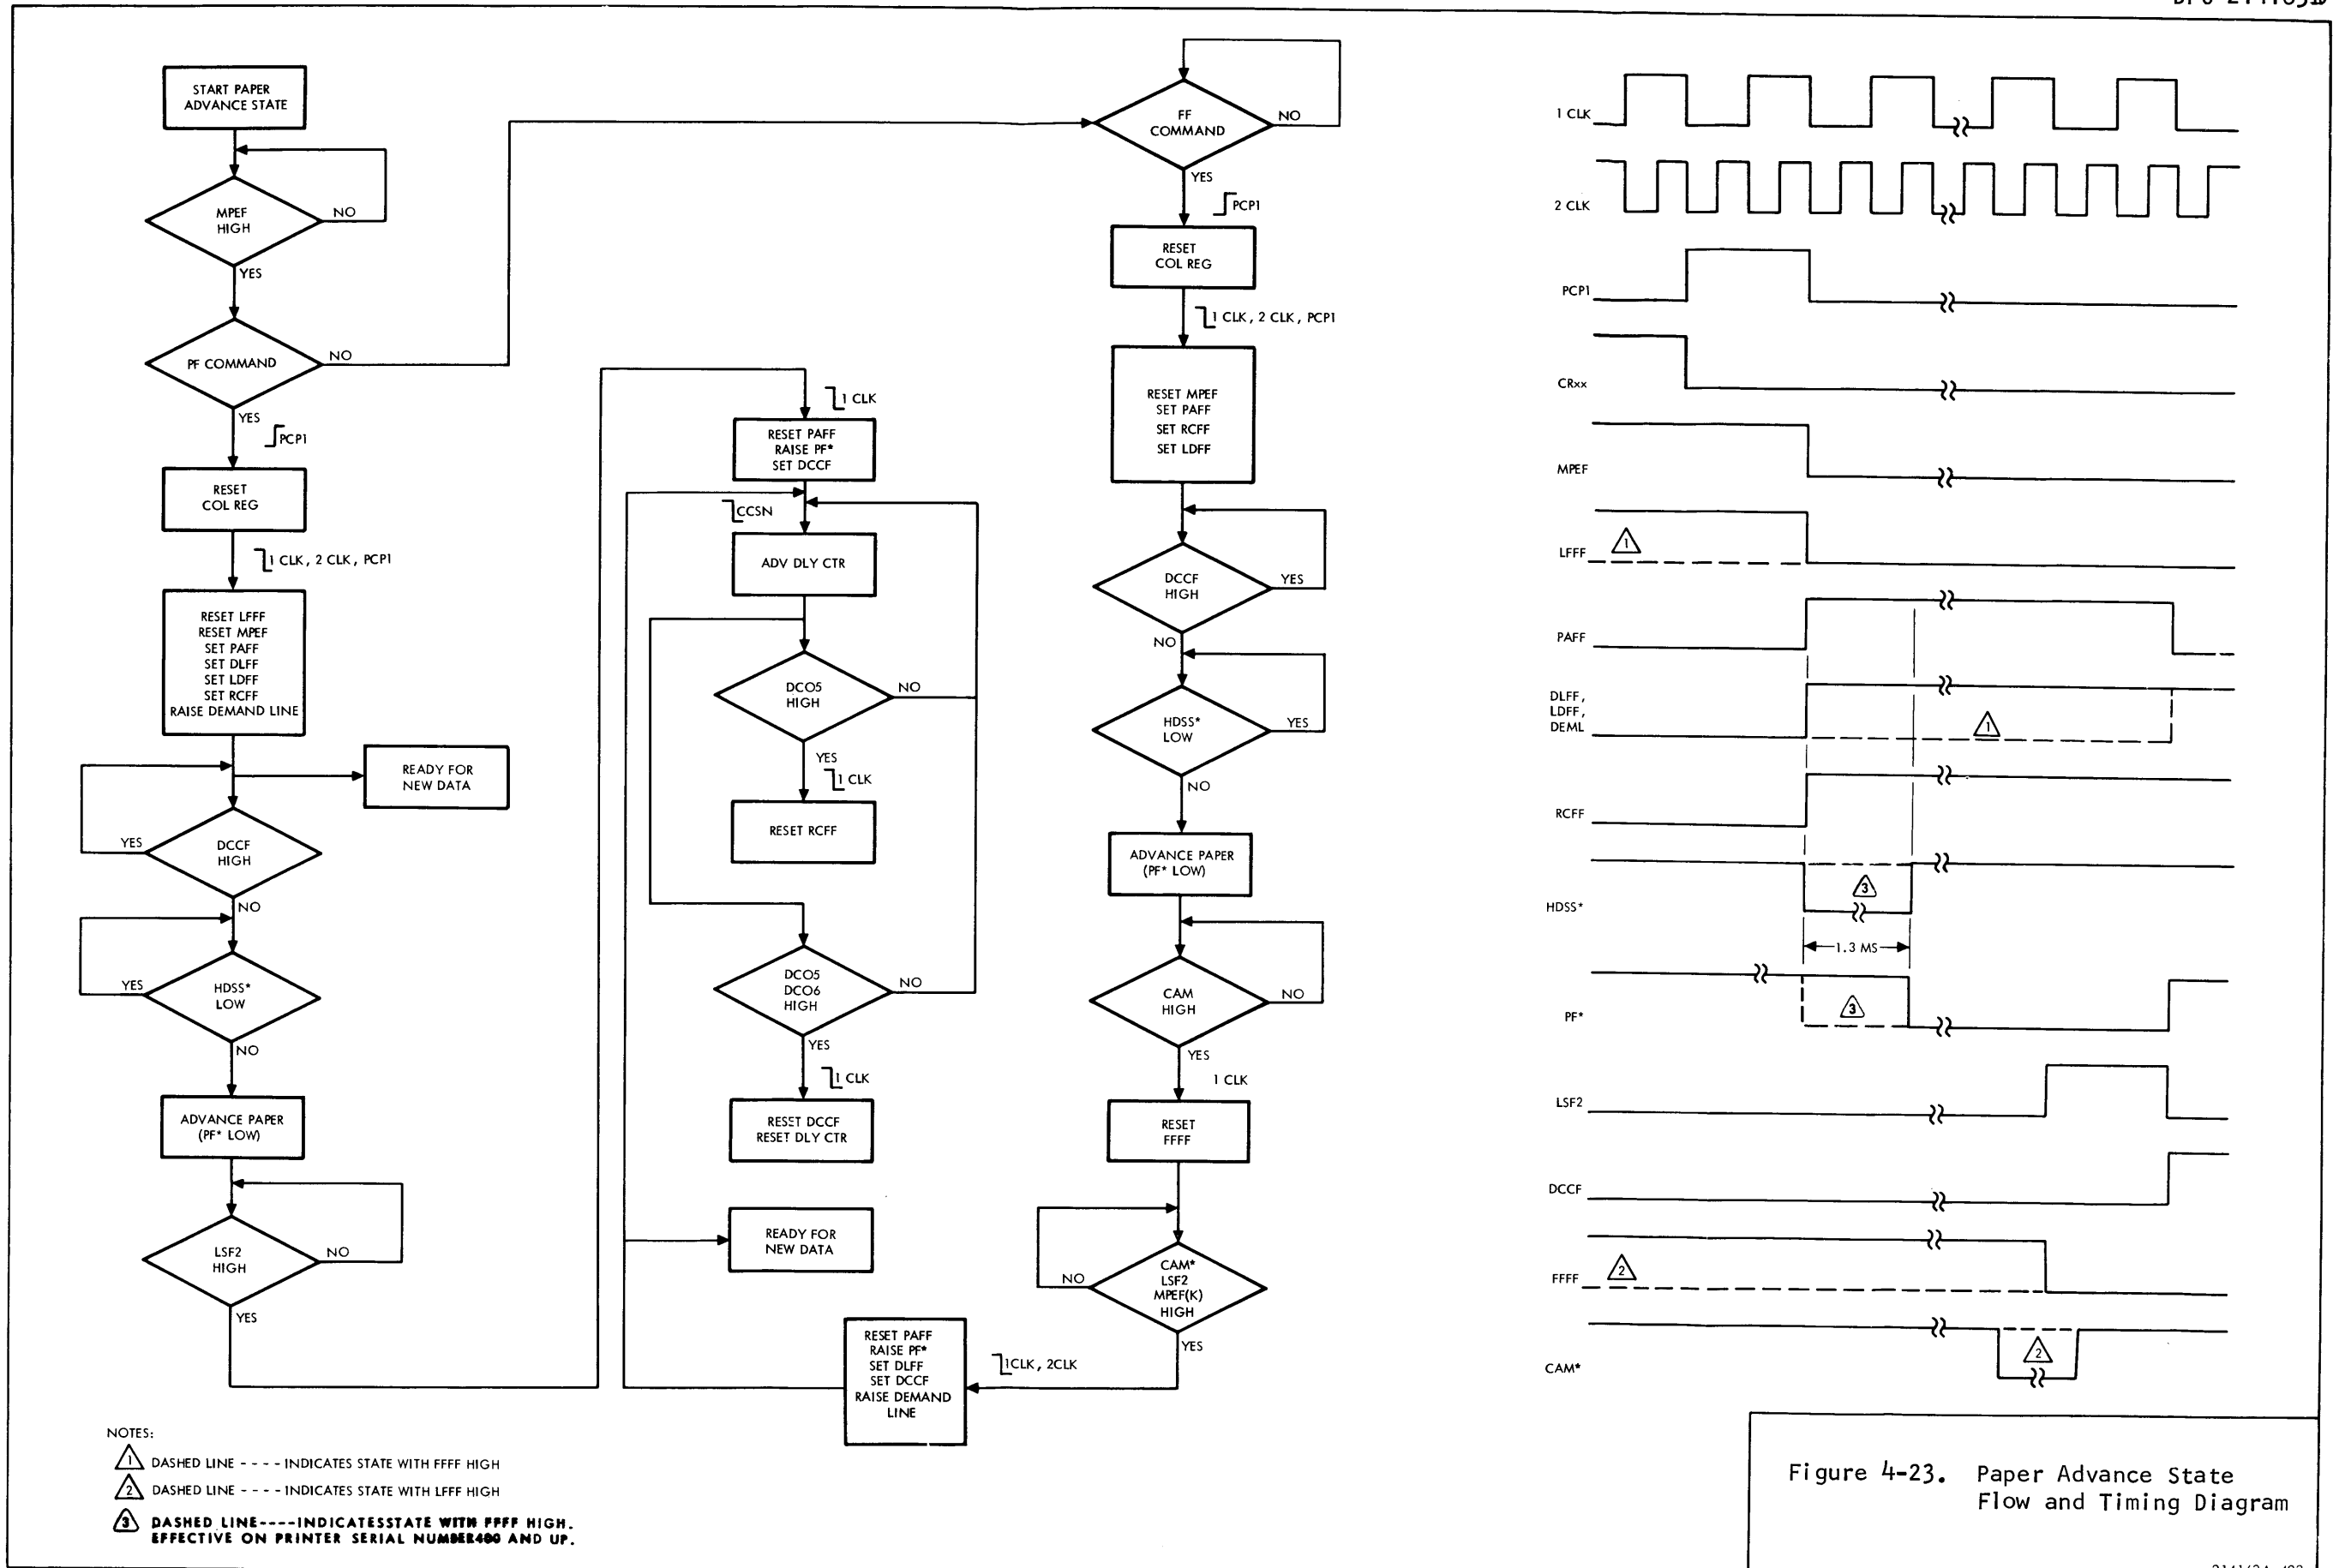 START PAPER
ADVANCE STATE
MPEF
HIGH
NO
YES
PF COMMAND
NO
YES
PCP1
RESET
COL REG
1 CLK, 2 CLK, PCP1
RESET LFFF
RESET MPEF
SET PAFF
SET DLFF
SET LDFF
SET RCFF
RAISE DEMAND LINE
READY FOR
NEW DATA
DCCF
HIGH
YES
NO
HDSS*
LOW
YES
NO
ADVANCE PAPER
(PF* LOW)
LSF2
HIGH
NO
YES
1 CLK
RESET PAFF
RAISE PF*
SET DCCF
CCSN
ADV DLY CTR
DCO5
HIGH
NO
YES
1 CLK
RESET RCFF
DCO5
DCO6
HIGH
NO
YES
1 CLK
RESET DCCF
RESET DLY CTR
READY FOR
NEW DATA
FF
COMMAND
NO
YES
PCP1
RESET
COL REG
1 CLK, 2 CLK, PCP1
RESET MPEF
SET PAFF
SET RCFF
SET LDFF
DCCF
HIGH
YES
NO
HDSS*
LOW
YES
NO
ADVANCE PAPER
(PF* LOW)
CAM
HIGH
NO
YES
1 CLK
RESET
FFFF
CAM*
LSF2
MPEF(K)
HIGH
NO
YES
1CLK, 2CLK
RESET PAFF
RAISE PF*
SET DLFF
SET DCCF
RAISE DEMAND
LINE
1 CLK
2 CLK
PCP1
CRxx
MPEF
LFFF
1
PAFF
DLFF,
LDFF,
DEML
1
RCFF
HDSS*
3
1.3 MS
PF*
3
LSF2
DCCF
FFFF
2
CAM*
2
NOTES:
1 DASHED LINE - - - - INDICATES STATE WITH FFFF HIGH
2 DASHED LINE - - - - INDICATES STATE WITH LFFF HIGH
3 DASHED LINE----INDICATESSTATE WITH FFFF HIGH.
EFFECTIVE ON PRINTER SERIAL NUMBER400 AND UP.
Figure 4-23. Paper Advance State
Flow and Timing Diagram